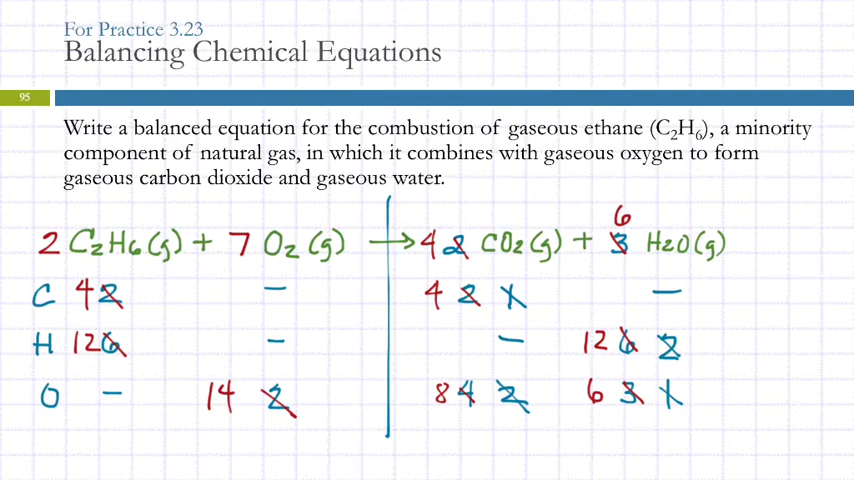 For Practice 3.23
Balancing Chemical Equations
95
Write a balanced equation for the combustion of gaseous ethane (C₂H₆), a minority
component of natural gas, in which it combines with gaseous oxygen to form
gaseous carbon dioxide and gaseous water.
6
2 C₂H₆(g) + 7 O₂(g) → 4 2 CO₂(g) + 3 H₂O(g)
C 4 2 – 4 2 1 –
H 12 6 – – 12 6 2
O – 14 2 8 4 2 6 3 1